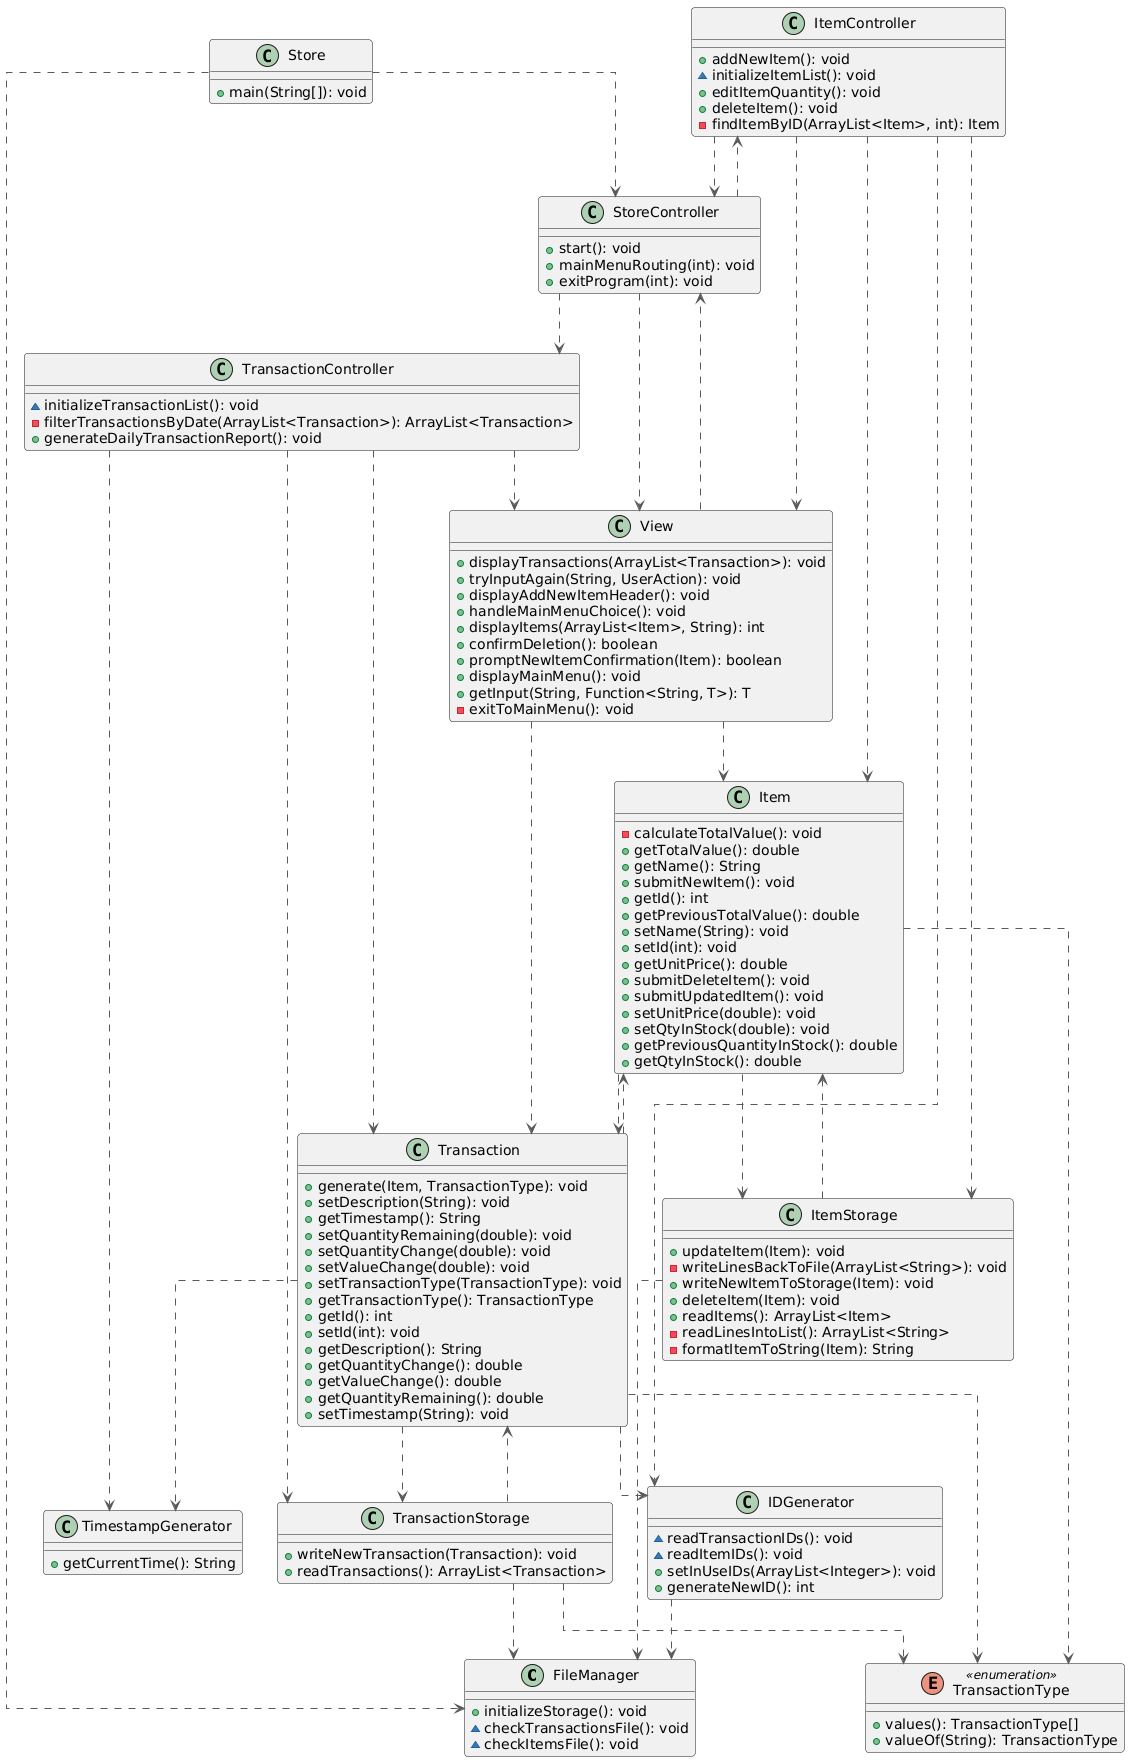 C ItemController
addNewItem(): void
initializeItemList(): void
editItemQuantity(): void
deleteItem(): void
findItemByID(ArrayList<Item>, int): Item
C Store
main(String[]): void
C StoreController
start(): void
mainMenuRouting(int): void
exitProgram(int): void
C TransactionController
initializeTransactionList(): void
filterTransactionsByDate(ArrayList<Transaction>): ArrayList<Transaction>
generateDailyTransactionReport(): void
C View
displayTransactions(ArrayList<Transaction>): void
tryInputAgain(String, UserAction): void
displayAddNewItemHeader(): void
handleMainMenuChoice(): void
displayItems(ArrayList<Item>, String): int
confirmDeletion(): boolean
promptNewItemConfirmation(Item): boolean
displayMainMenu(): void
getInput(String, Function<String, T>): T
exitToMainMenu(): void
C Item
calculateTotalValue(): void
getTotalValue(): double
getName(): String
submitNewItem(): void
getId(): int
getPreviousTotalValue(): double
setName(String): void
setId(int): void
getUnitPrice(): double
submitDeleteItem(): void
submitUpdatedItem(): void
setUnitPrice(double): void
setQtyInStock(double): void
getPreviousQuantityInStock(): double
getQtyInStock(): double
C Transaction
generate(Item, TransactionType): void
setDescription(String): void
getTimestamp(): String
setQuantityRemaining(double): void
setQuantityChange(double): void
setValueChange(double): void
setTransactionType(TransactionType): void
getTransactionType(): TransactionType
getId(): int
setId(int): void
getDescription(): String
getQuantityChange(): double
getValueChange(): double
getQuantityRemaining(): double
setTimestamp(String): void
C ItemStorage
updateItem(Item): void
writeLinesBackToFile(ArrayList<String>): void
writeNewItemToStorage(Item): void
deleteItem(Item): void
readItems(): ArrayList<Item>
readLinesIntoList(): ArrayList<String>
formatItemToString(Item): String
C TimestampGenerator
getCurrentTime(): String
C TransactionStorage
writeNewTransaction(Transaction): void
readTransactions(): ArrayList<Transaction>
C IDGenerator
readTransactionIDs(): void
readItemIDs(): void
setInUseIDs(ArrayList<Integer>): void
generateNewID(): int
C FileManager
initializeStorage(): void
checkTransactionsFile(): void
checkItemsFile(): void
«enumeration»
E TransactionType
values(): TransactionType[]
valueOf(String): TransactionType